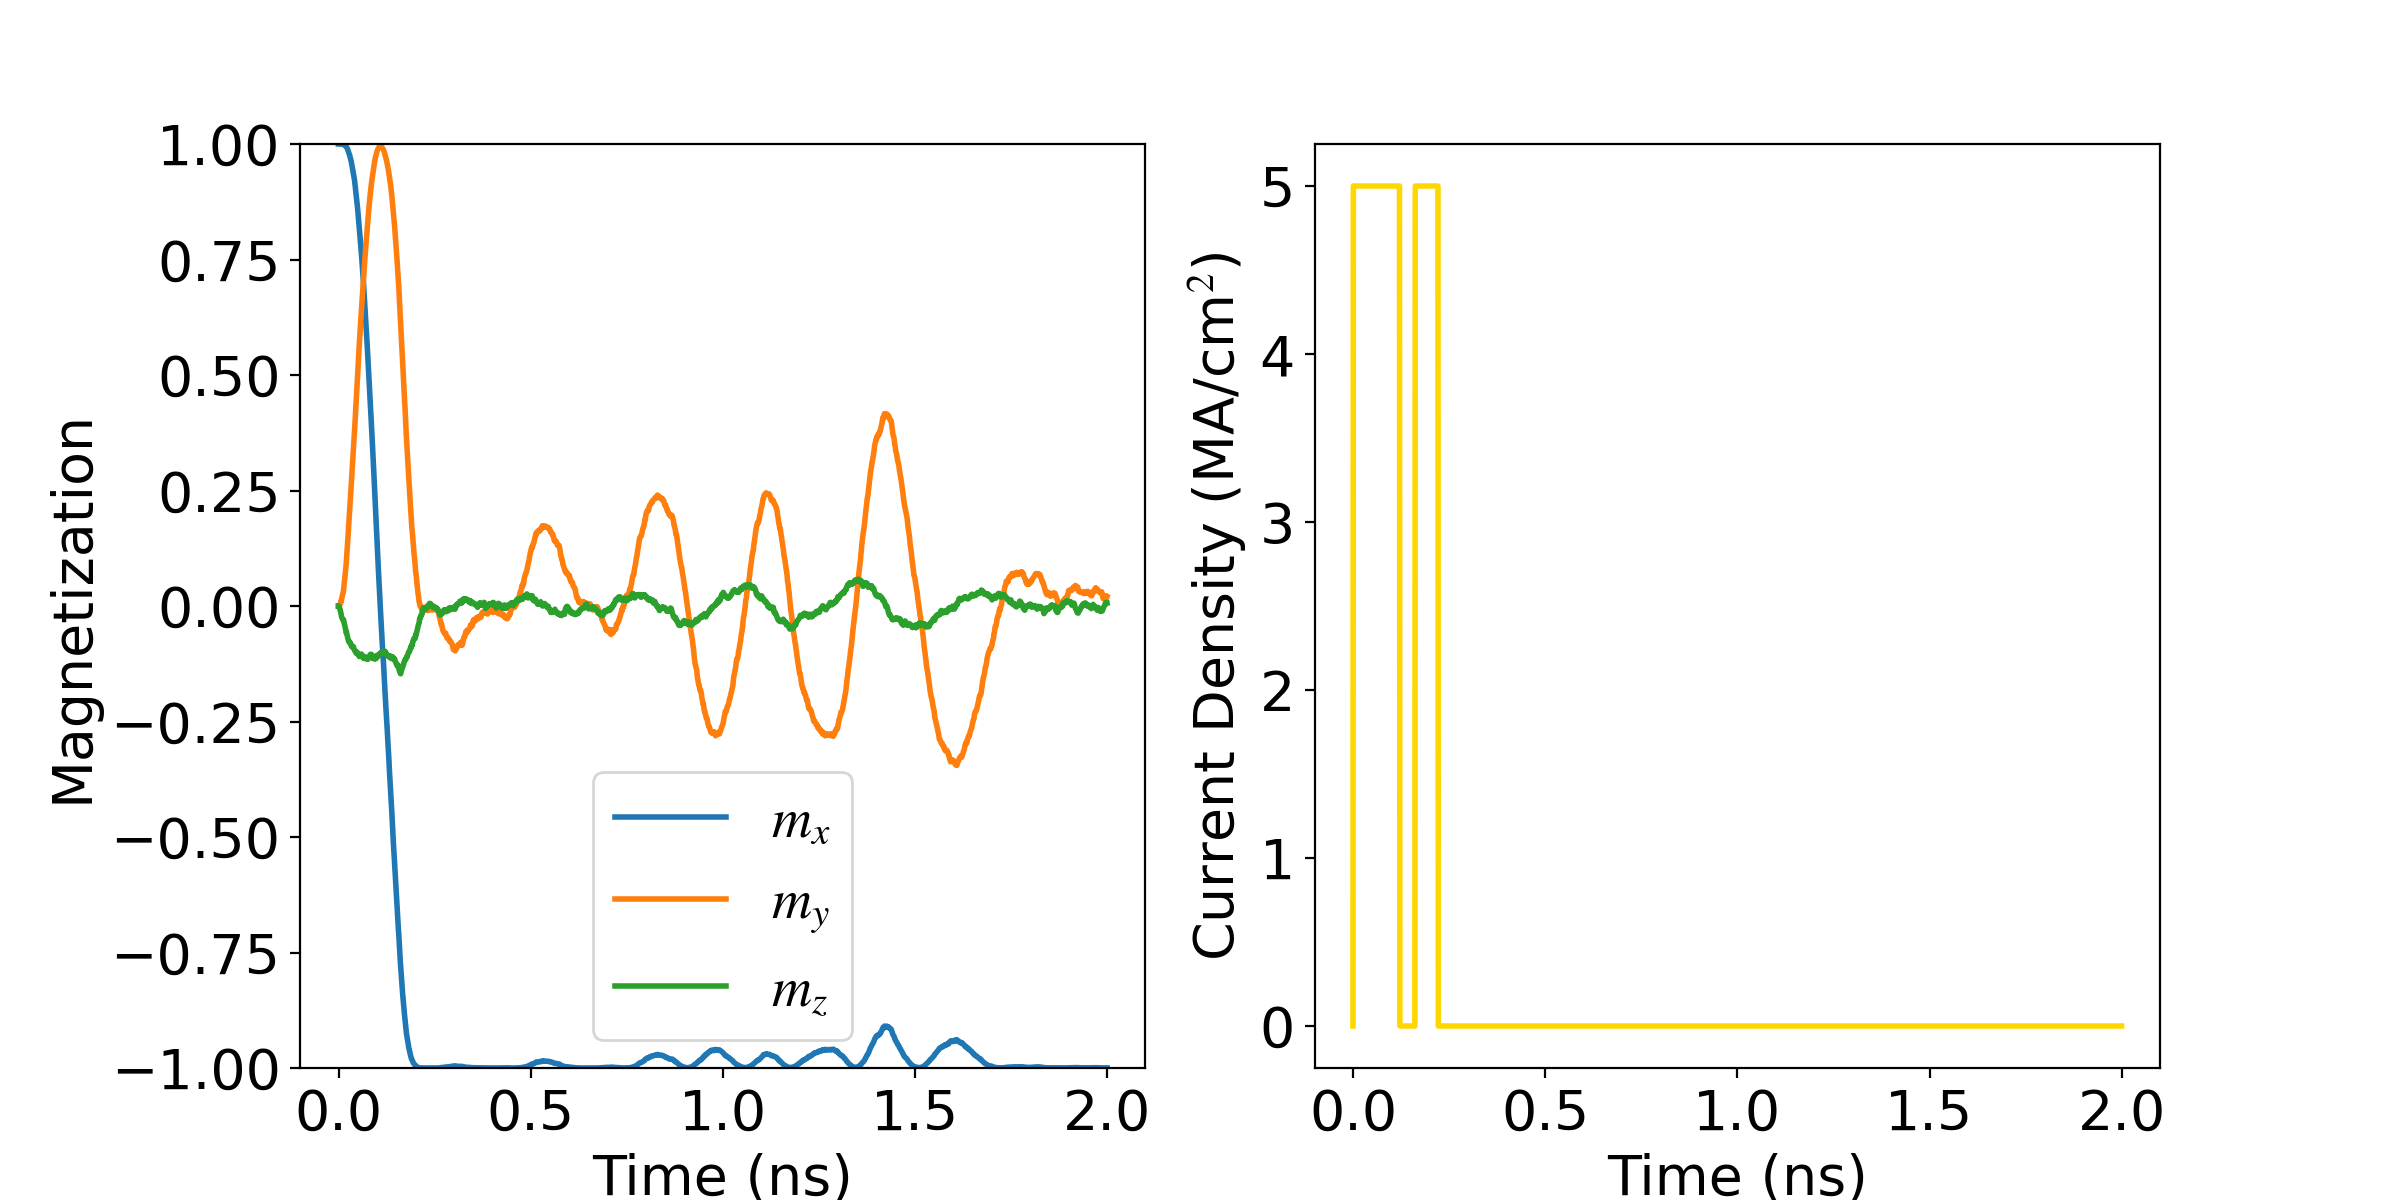 1.00
0.75
0.50
0.25
0.00
−0.25
−0.50
−0.75
−1.00
Magnetization
0.0 0.5 1.0 1.5 2.0
Time (ns)
m_x
m_y
m_z
5
4
3
2
1
0
Current Density (MA/cm²)
0.0 0.5 1.0 1.5 2.0
Time (ns)